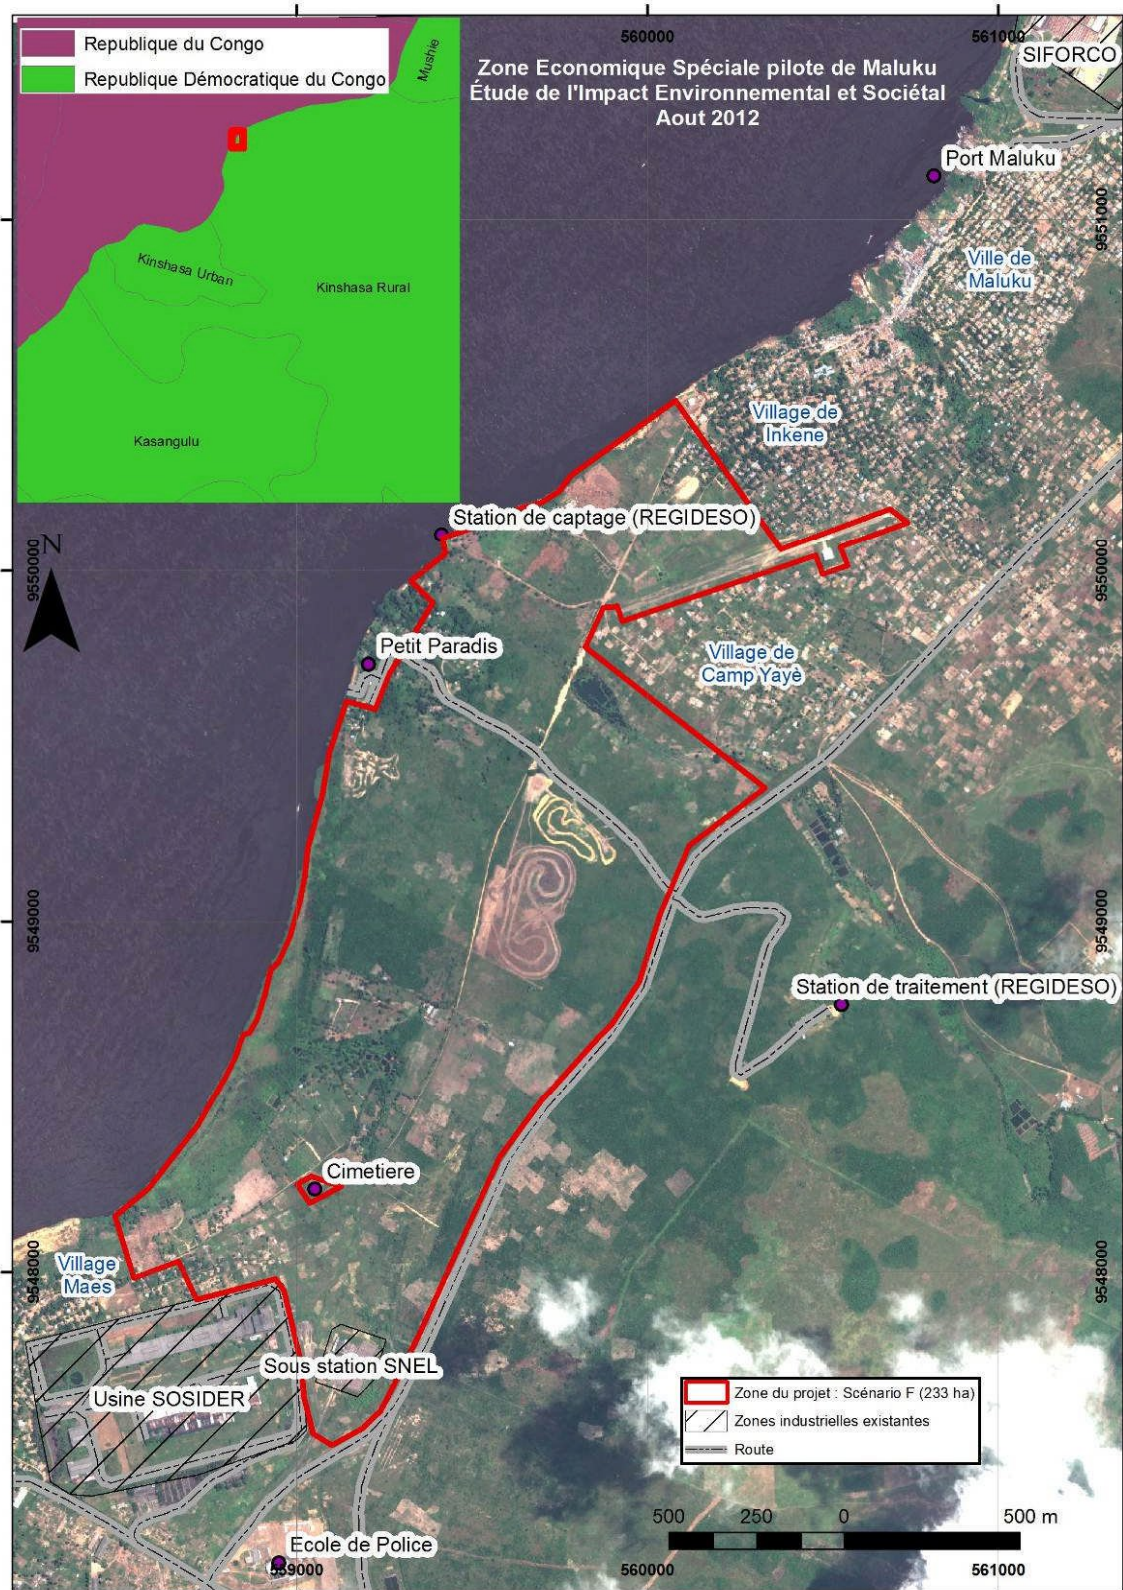 560000
561000
Republique du Congo
Republique Démocratique du Congo
Mushie
Zone Economique Spéciale pilote de Maluku
Étude de l'Impact Environnemental et Sociétal
Aout 2012
SIFORCO
Port Maluku
9551000
9551000
Ville de
Maluku
Kinshasa Urban
Kinshasa Rural
Kasangulu
Village de
Inkene
Station de captage (REGIDESO)
N
9550000
9550000
Petit Paradis
Village de
Camp Yayè
9549000
9549000
Station de traitement (REGIDESO)
Cimetiere
Village
Maes
9548000
9548000
Sous station SNEL
Usine SOSIDER
Zone du projet : Scénario F (233 ha)
Zones industrielles existantes
Route
500 250 0 500 m
Ecole de Police
559000
560000
561000